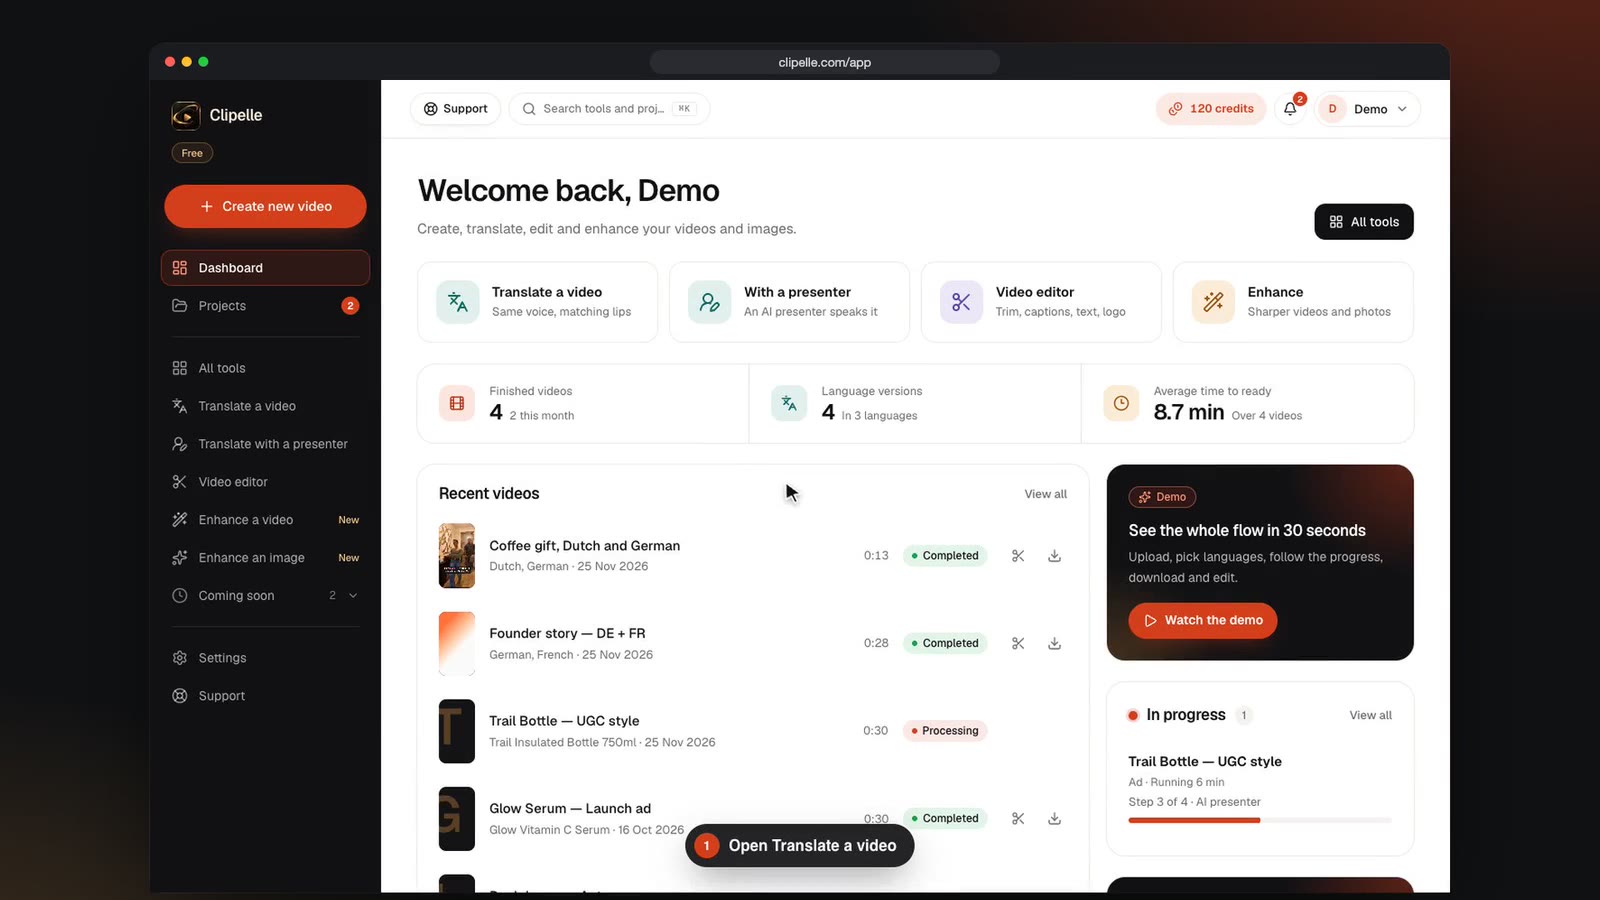 clipelle.com/app
Clipelle
Free
Create new video
Dashboard
Projects
2
All tools
Translate a video
Translate with a presenter
Video editor
Enhance a video New
Enhance an image New
Coming soon 2
Settings
Support
Support
Search tools and proj... ⌘K
120 credits
2
D Demo
Welcome back, Demo
Create, translate, edit and enhance your videos and images.
All tools
Translate a video
Same voice, matching lips
With a presenter
An AI presenter speaks it
Video editor
Trim, captions, text, logo
Enhance
Sharper videos and photos
Finished videos
4 2 this month
Language versions
4 In 3 languages
Average time to ready
8.7 min Over 4 videos
Recent videos
View all
Coffee gift, Dutch and German
Dutch, German · 25 Nov 2026
0:13 Completed
Founder story — DE + FR
German, French · 25 Nov 2026
0:28 Completed
T
Trail Bottle — UGC style
Trail Insulated Bottle 750ml · 25 Nov 2026
0:30 Processing
G
Glow Serum — Launch ad
Glow Vitamin C Serum · 16 Oct 2026
0:30 Completed
Demo
See the whole flow in 30 seconds
Upload, pick languages, follow the progress,
download and edit.
Watch the demo
In progress 1
View all
Trail Bottle — UGC style
Ad · Running 6 min
Step 3 of 4 · AI presenter
1 Open Translate a video